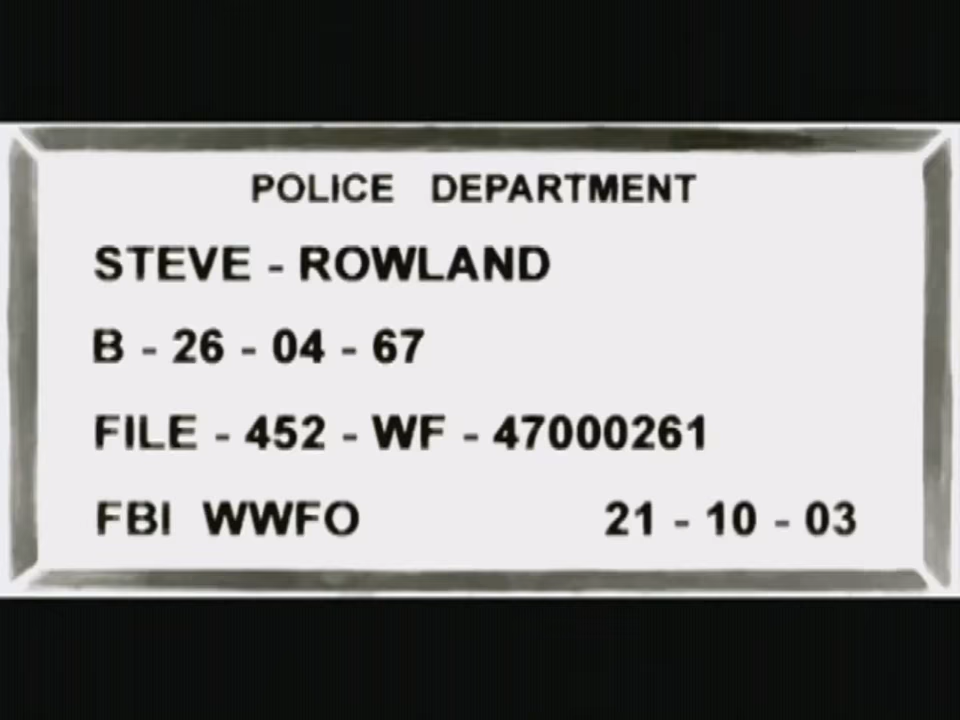 POLICE DEPARTMENT
STEVE - ROWLAND
B - 26 - 04 - 67
FILE - 452 - WF - 47000261
FBI WWFO 21 - 10 - 03